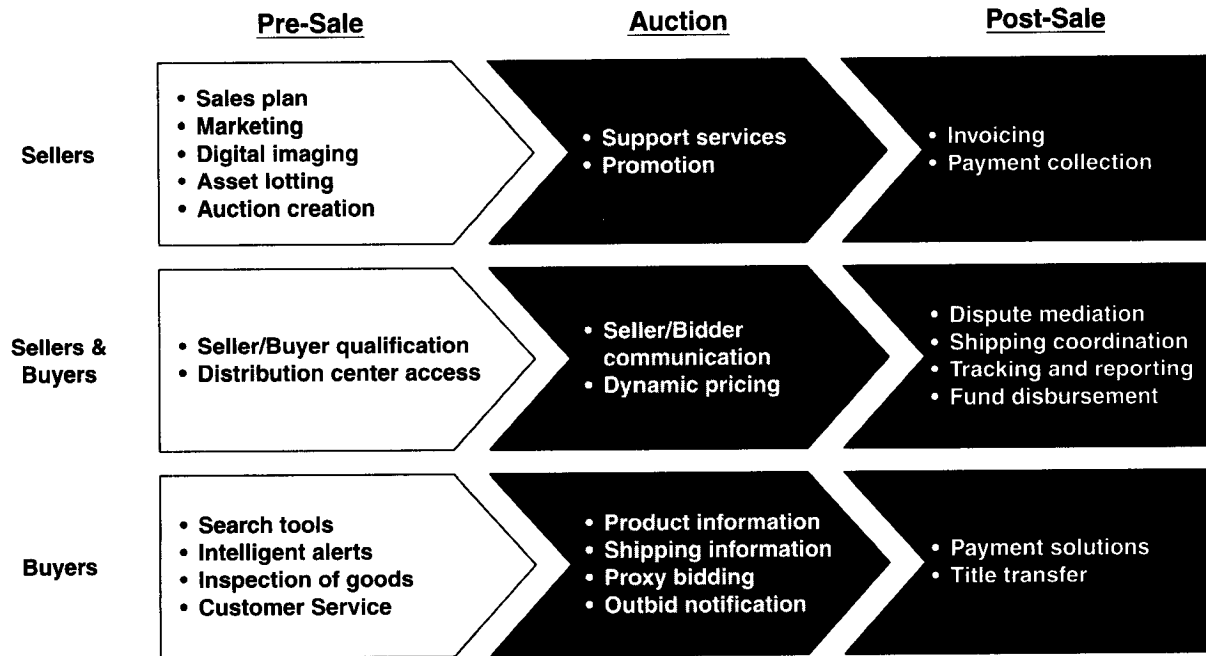 Pre-Sale Auction Post-Sale
Sellers
• Sales plan
• Marketing
• Digital imaging
• Asset lotting
• Auction creation
• Support services
• Promotion
• Invoicing
• Payment collection
Sellers &
Buyers
• Seller/Buyer qualification
• Distribution center access
• Seller/Bidder
communication
• Dynamic pricing
• Dispute mediation
• Shipping coordination
• Tracking and reporting
• Fund disbursement
Buyers
• Search tools
• Intelligent alerts
• Inspection of goods
• Customer Service
• Product information
• Shipping information
• Proxy bidding
• Outbid notification
• Payment solutions
• Title transfer